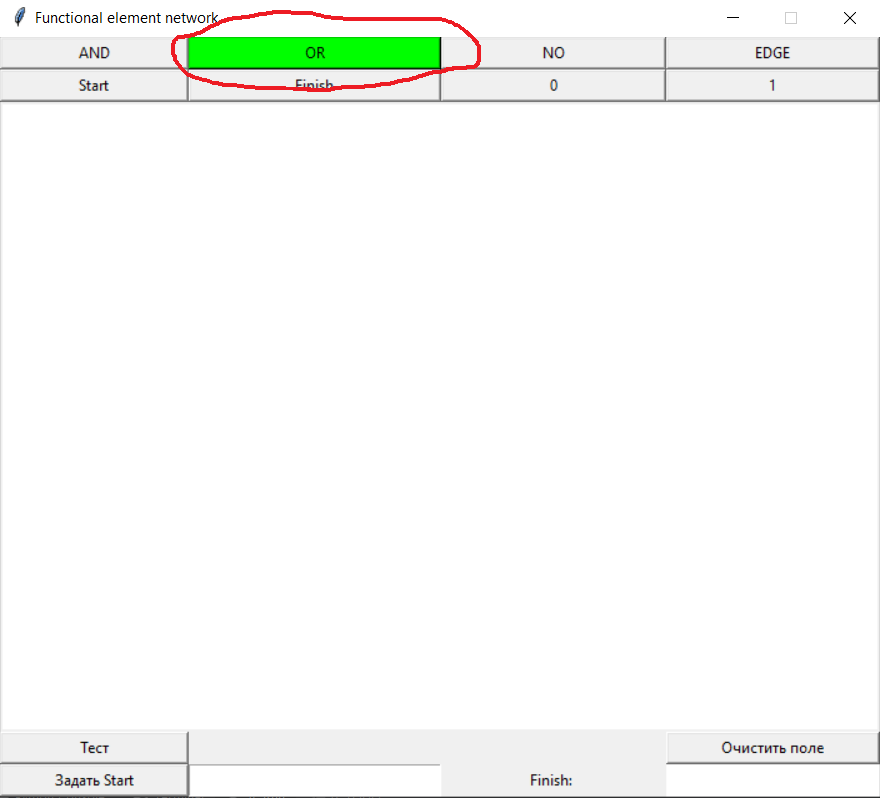 Functional element network
AND OR NO EDGE
Start Finish 0 1
Тест Очистить поле
Задать Start Finish: